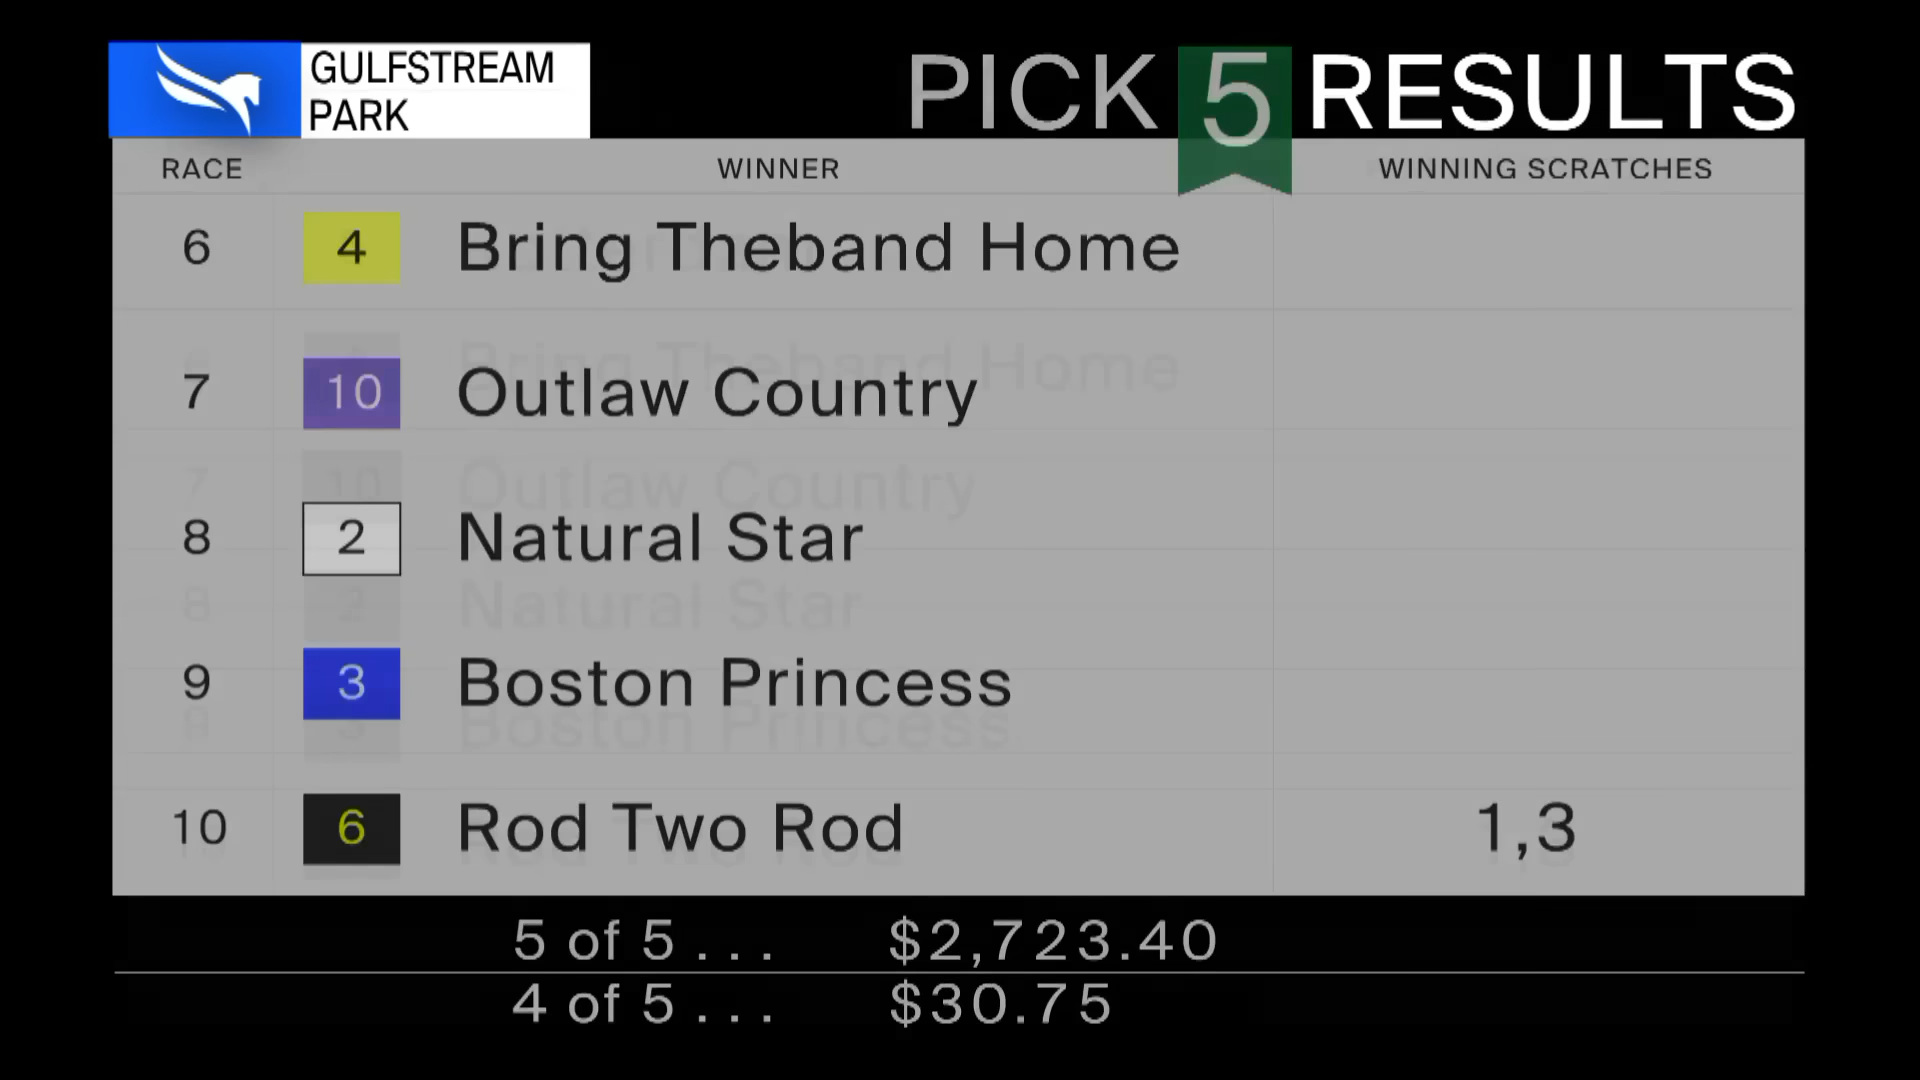 GULFSTREAM
PARK
PICK 5 RESULTS
RACE WINNER WINNING SCRATCHES
6 4 Bring Theband Home
7 10 Outlaw Country
8 2 Natural Star
9 3 Boston Princess
10 6 Rod Two Rod 1,3
5 of 5... $2,723.40
4 of 5... $30.75